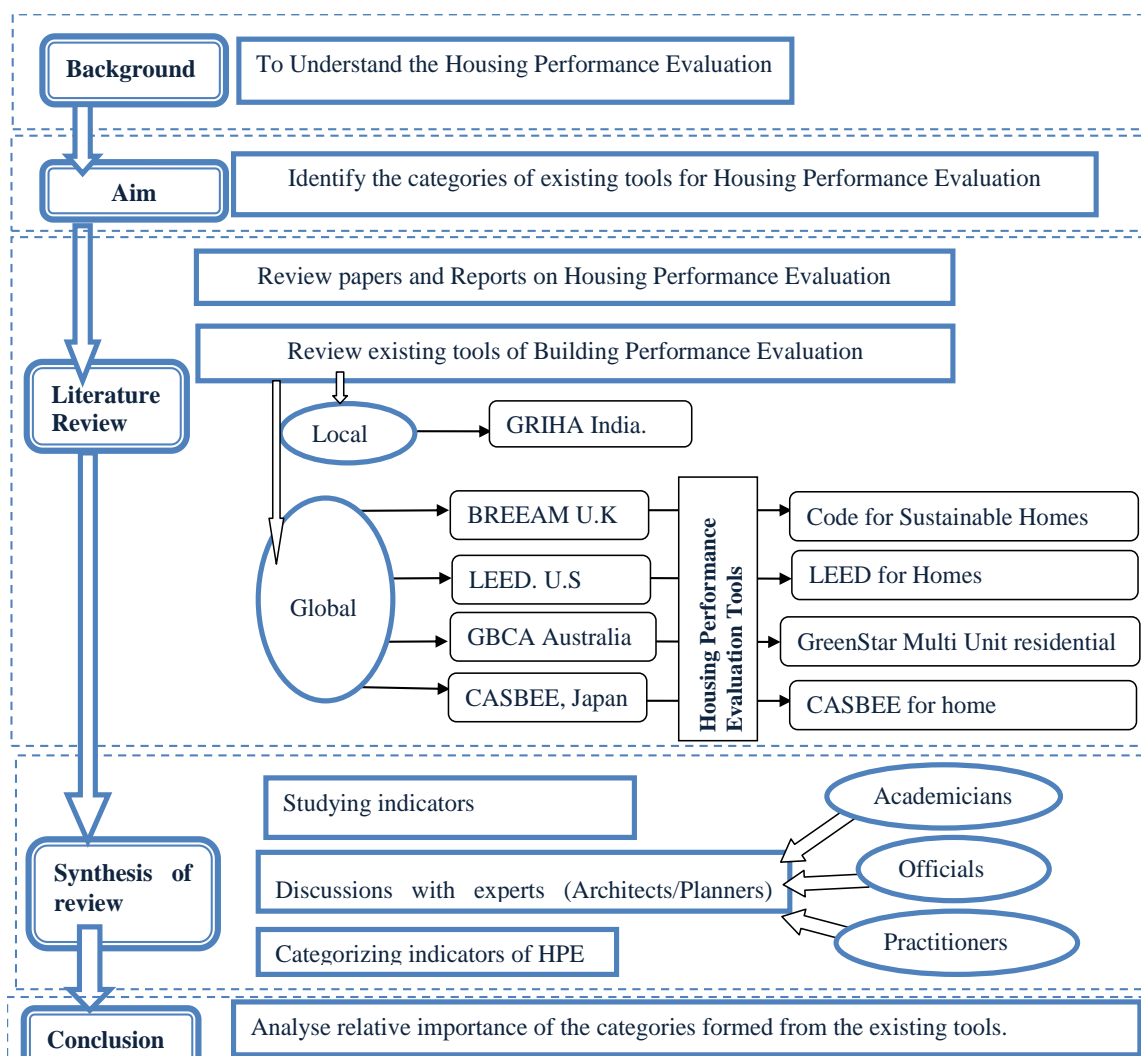 Background
To Understand the Housing Performance Evaluation
Aim
Identify the categories of existing tools for Housing Performance Evaluation
Review papers and Reports on Housing Performance Evaluation
Review existing tools of Building Performance Evaluation
Literature
Review
Local
GRIHA India.
Global
BREEAM U.K
LEED. U.S
GBCA Australia
CASBEE, Japan
Housing Performance
Evaluation Tools
Code for Sustainable Homes
LEED for Homes
GreenStar Multi Unit residential
CASBEE for home
Synthesis of
review
Studying indicators
Discussions with experts (Architects/Planners)
Categorizing indicators of HPE
Academicians
Officials
Practitioners
Conclusion
Analyse relative importance of the categories formed from the existing tools.